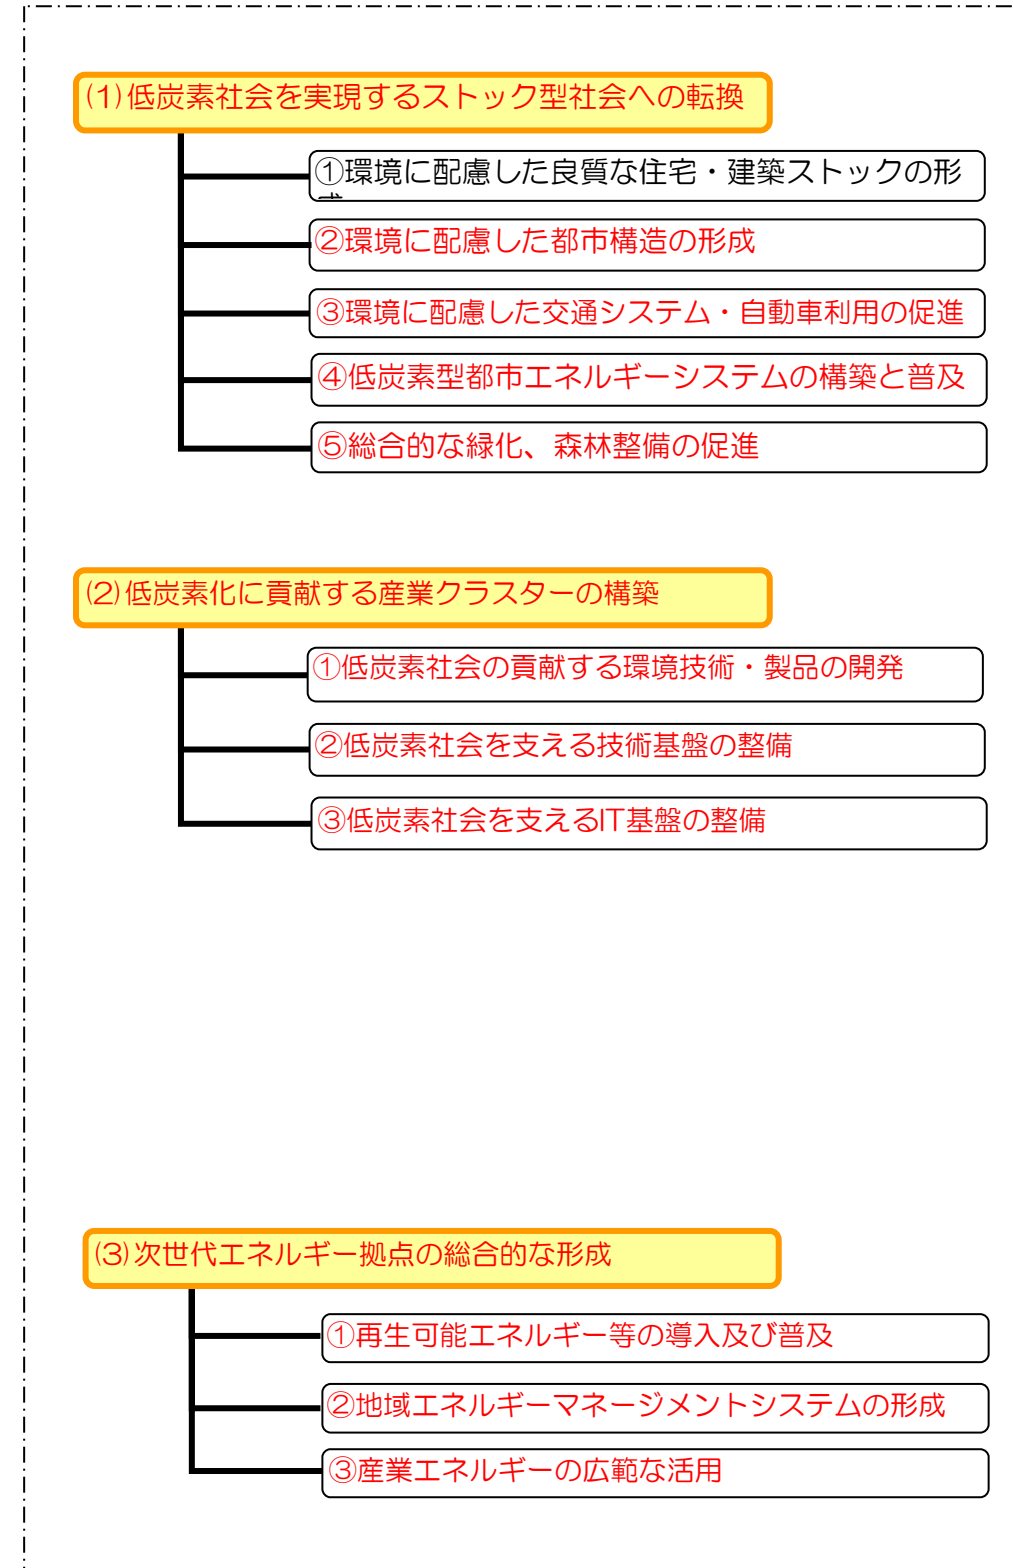 (1)低炭素社会を実現するストック型社会への転換
①環境に配慮した良質な住宅・建築ストックの形
②環境に配慮した都市構造の形成
③環境に配慮した交通システム・自動車利用の促進
④低炭素型都市エネルギーシステムの構築と普及
⑤総合的な緑化、森林整備の促進
(2)低炭素化に貢献する産業クラスターの構築
①低炭素社会の貢献する環境技術・製品の開発
②低炭素社会を支える技術基盤の整備
③低炭素社会を支えるIT基盤の整備
(3)次世代エネルギー拠点の総合的な形成
①再生可能エネルギー等の導入及び普及
②地域エネルギーマネージメントシステムの形成
③産業エネルギーの広範な活用